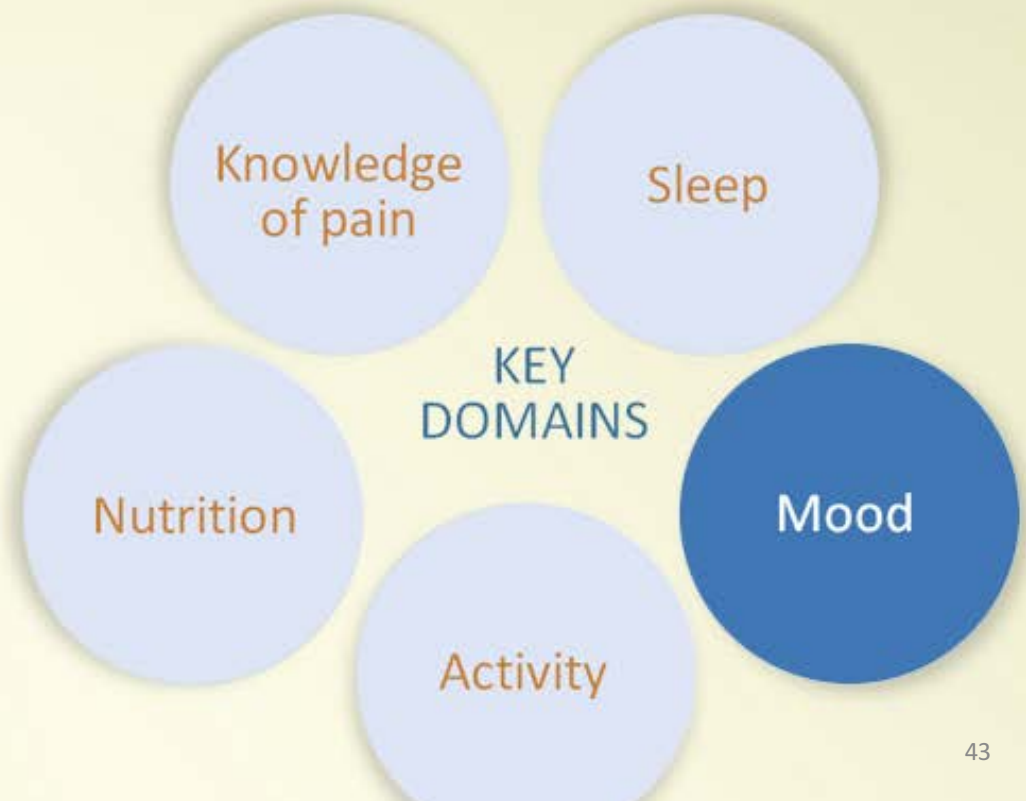 Knowledge
of pain
Sleep
KEY
DOMAINS
Nutrition
Mood
Activity
43